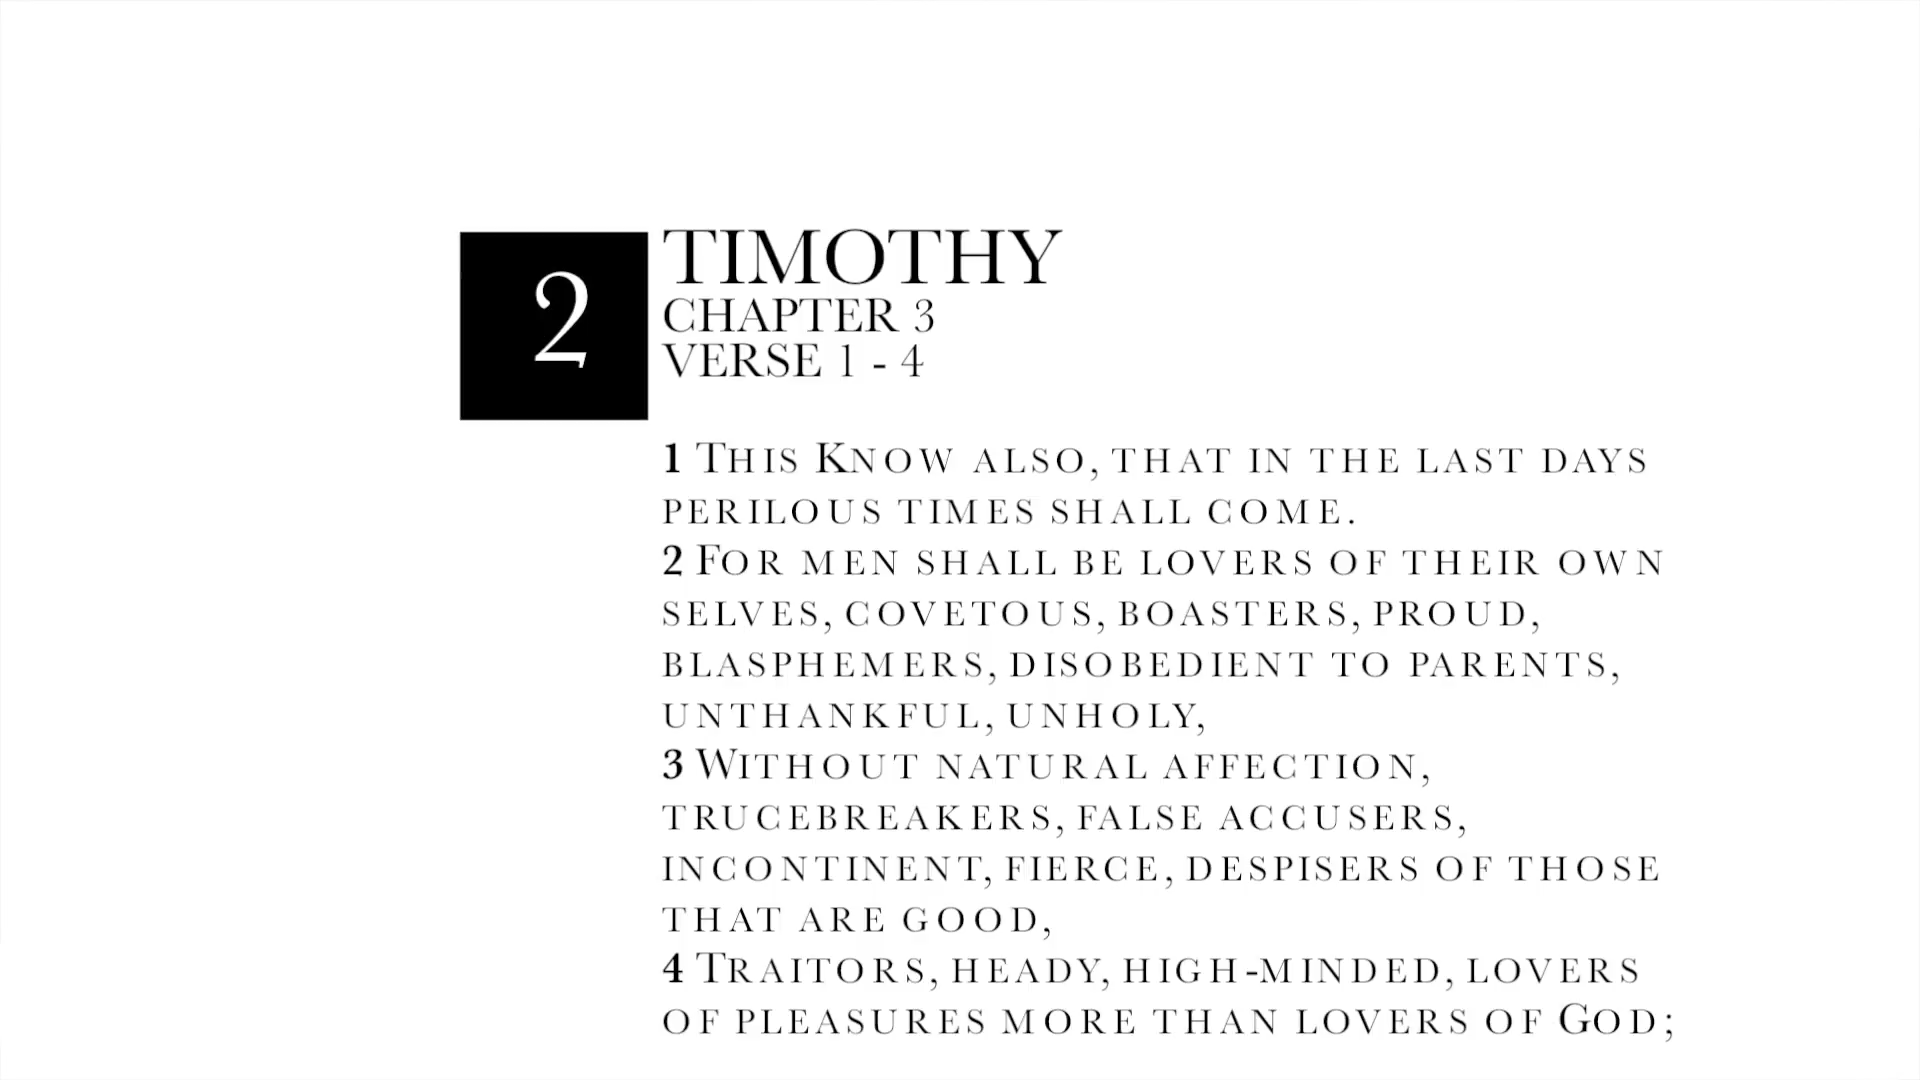 2
TIMOTHY
CHAPTER 3
VERSE 1 - 4
1 THIS KNOW ALSO, THAT IN THE LAST DAYS
PERILOUS TIMES SHALL COME.
2 FOR MEN SHALL BE LOVERS OF THEIR OWN
SELVES, COVETOUS, BOASTERS, PROUD,
BLASPHEMERS, DISOBEDIENT TO PARENTS,
UNTHANKFUL, UNHOLY,
3 WITHOUT NATURAL AFFECTION,
TRUCEBREAKERS, FALSE ACCUSERS,
INCONTINENT, FIERCE, DESPISERS OF THOSE
THAT ARE GOOD,
4 TRAITORS, HEADY, HIGH-MINDED, LOVERS
OF PLEASURES MORE THAN LOVERS OF GOD;